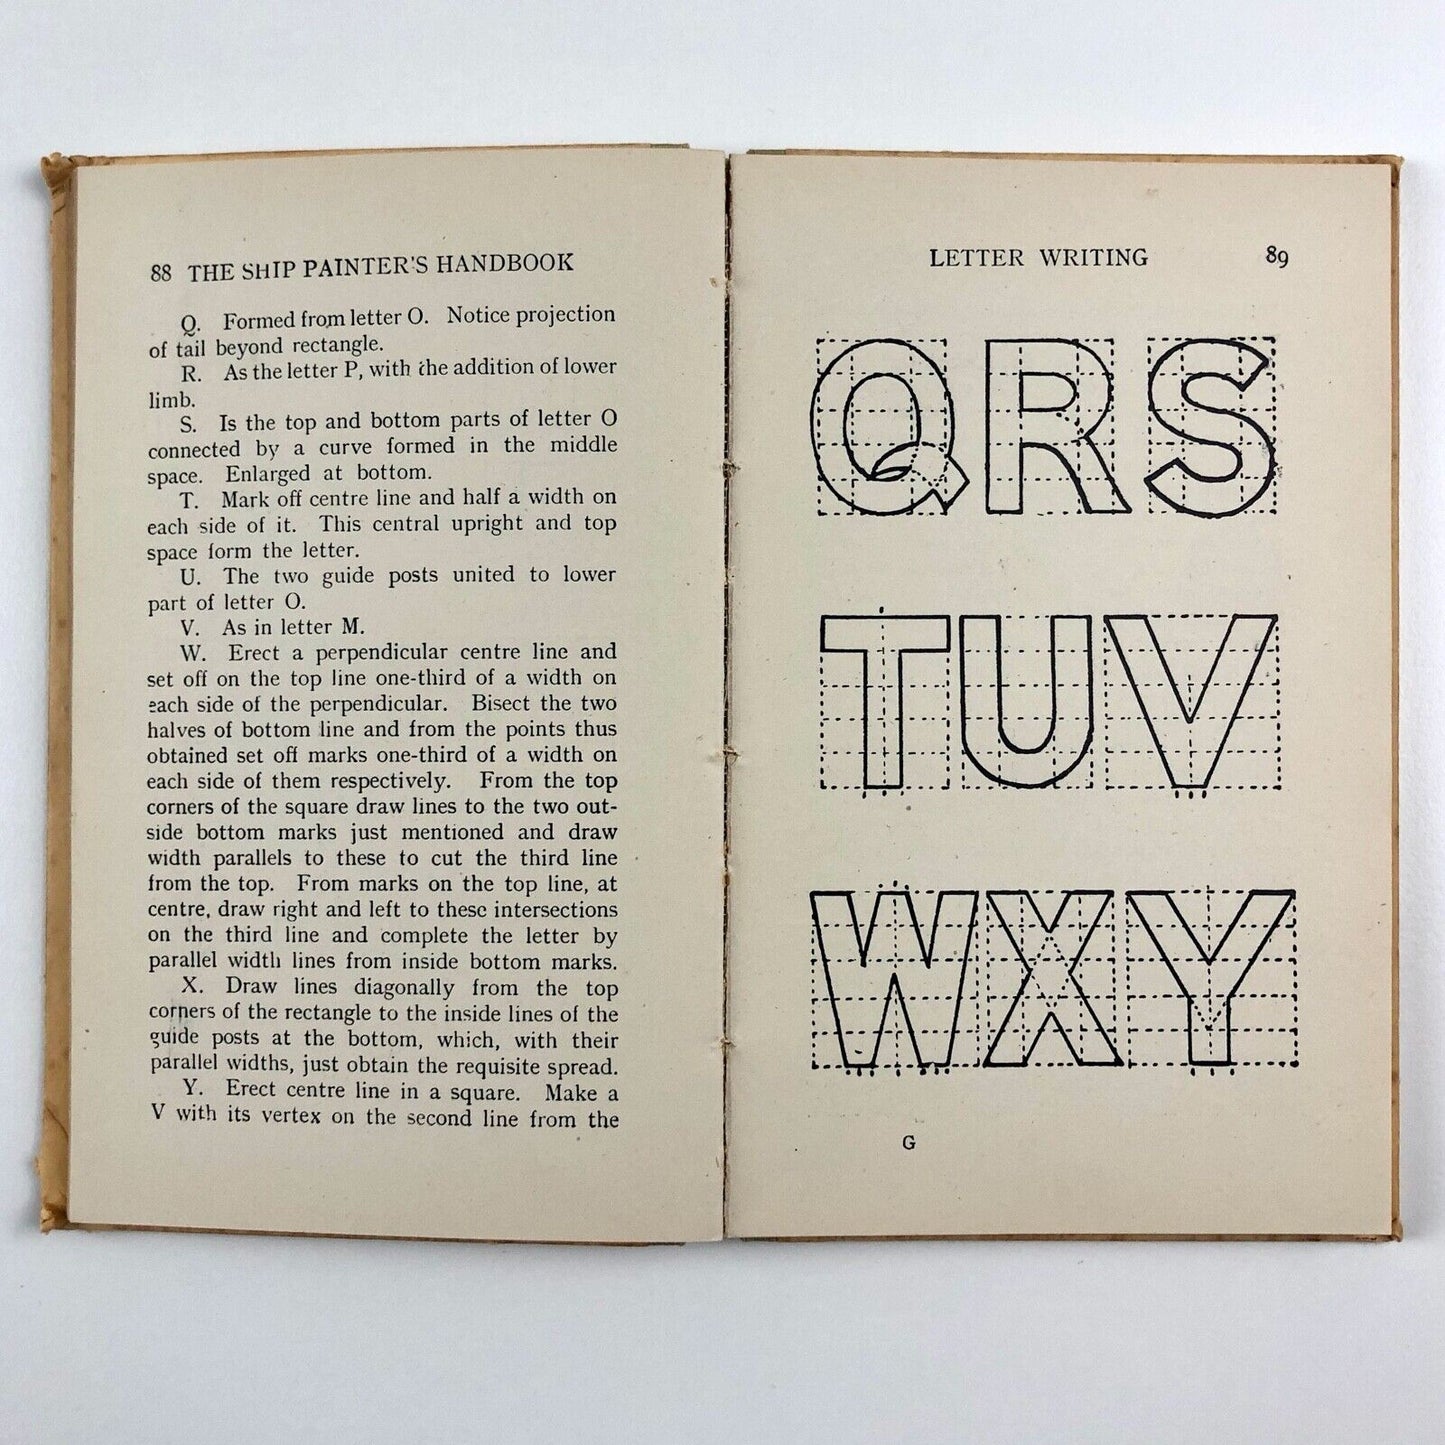 88 THE SHIP PAINTER'S HANDBOOK
Q. Formed from letter O. Notice projection
of tail beyond rectangle.
R. As the letter P, with the addition of lower
limb.
S. Is the top and bottom parts of letter O
connected by a curve formed in the middle
space. Enlarged at bottom.
T. Mark off centre line and half a width on
each side of it. This central upright and top
space form the letter.
U. The two guide posts united to lower
part of letter O.
V. As in letter M.
W. Erect a perpendicular centre line and
set off on the top line one-third of a width on
each side of the perpendicular. Bisect the two
halves of bottom line and from the points thus
obtained set off marks one-third of a width on
each side of them respectively. From the top
corners of the square draw lines to the two out-
side bottom marks just mentioned and draw
width parallels to these to cut the third line
from the top. From marks on the top line, at
centre, draw right and left to these intersections
on the third line and complete the letter by
parallel width lines from inside bottom marks.
X. Draw lines diagonally from the top
corners of the rectangle to the inside lines of the
guide posts at the bottom, which, with their
parallel widths, just obtain the requisite spread.
Y. Erect centre line in a square. Make a
V with its vertex on the second line from the
LETTER WRITING 89
QRS
TUV
WXY
G